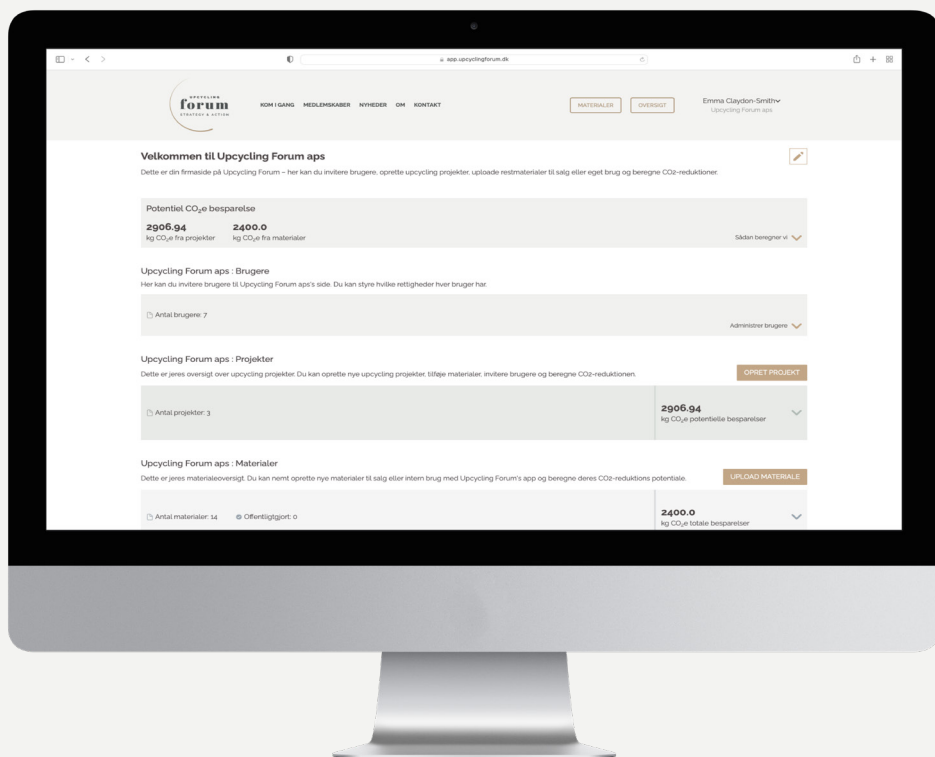 app.upcyclingforum.dk
UPCYCLING
forum
STRATEGY & ACTION
KOM I GANG MEDLEMSKABER NYHEDER OM KONTAKT
MATERIALER OVERSIGT
Emma Claydon-Smith
Upcycling Forum aps
Velkommen til Upcycling Forum aps
Dette er din firmaside på Upcycling Forum – her kan du invitere brugere, oprette upcycling projekter, uploade restmaterialer til salg eller eget brug og beregne CO2-reduktioner.
Potentiel CO₂e besparelse
2906.94 2400.0
kg CO₂e fra projekter kg CO₂e fra materialer
Sådan beregner vi
Upcycling Forum aps : Brugere
Her kan du invitere brugere til Upcycling Forum aps's side. Du kan styre hvilke rettigheder hver bruger har.
Antal brugere: 7
Administrer brugere
Upcycling Forum aps : Projekter
Dette er jeres oversigt over upcycling projekter. Du kan oprette nye upcycling projekter, tilføje materialer, invitere brugere og beregne CO2-reduktionen.
OPRET PROJEKT
Antal projekter: 3
2906.94
kg CO₂e potentielle besparelser
Upcycling Forum aps : Materialer
Dette er jeres materialeoversigt. Du kan nemt oprette nye materialer til salg eller intern brug med Upcycling Forum's app og beregne deres CO2-reduktions potentiale.
UPLOAD MATERIALE
Antal materialer: 14 Offentligtgjort: 0
2400.0
kg CO₂e totale besparelser